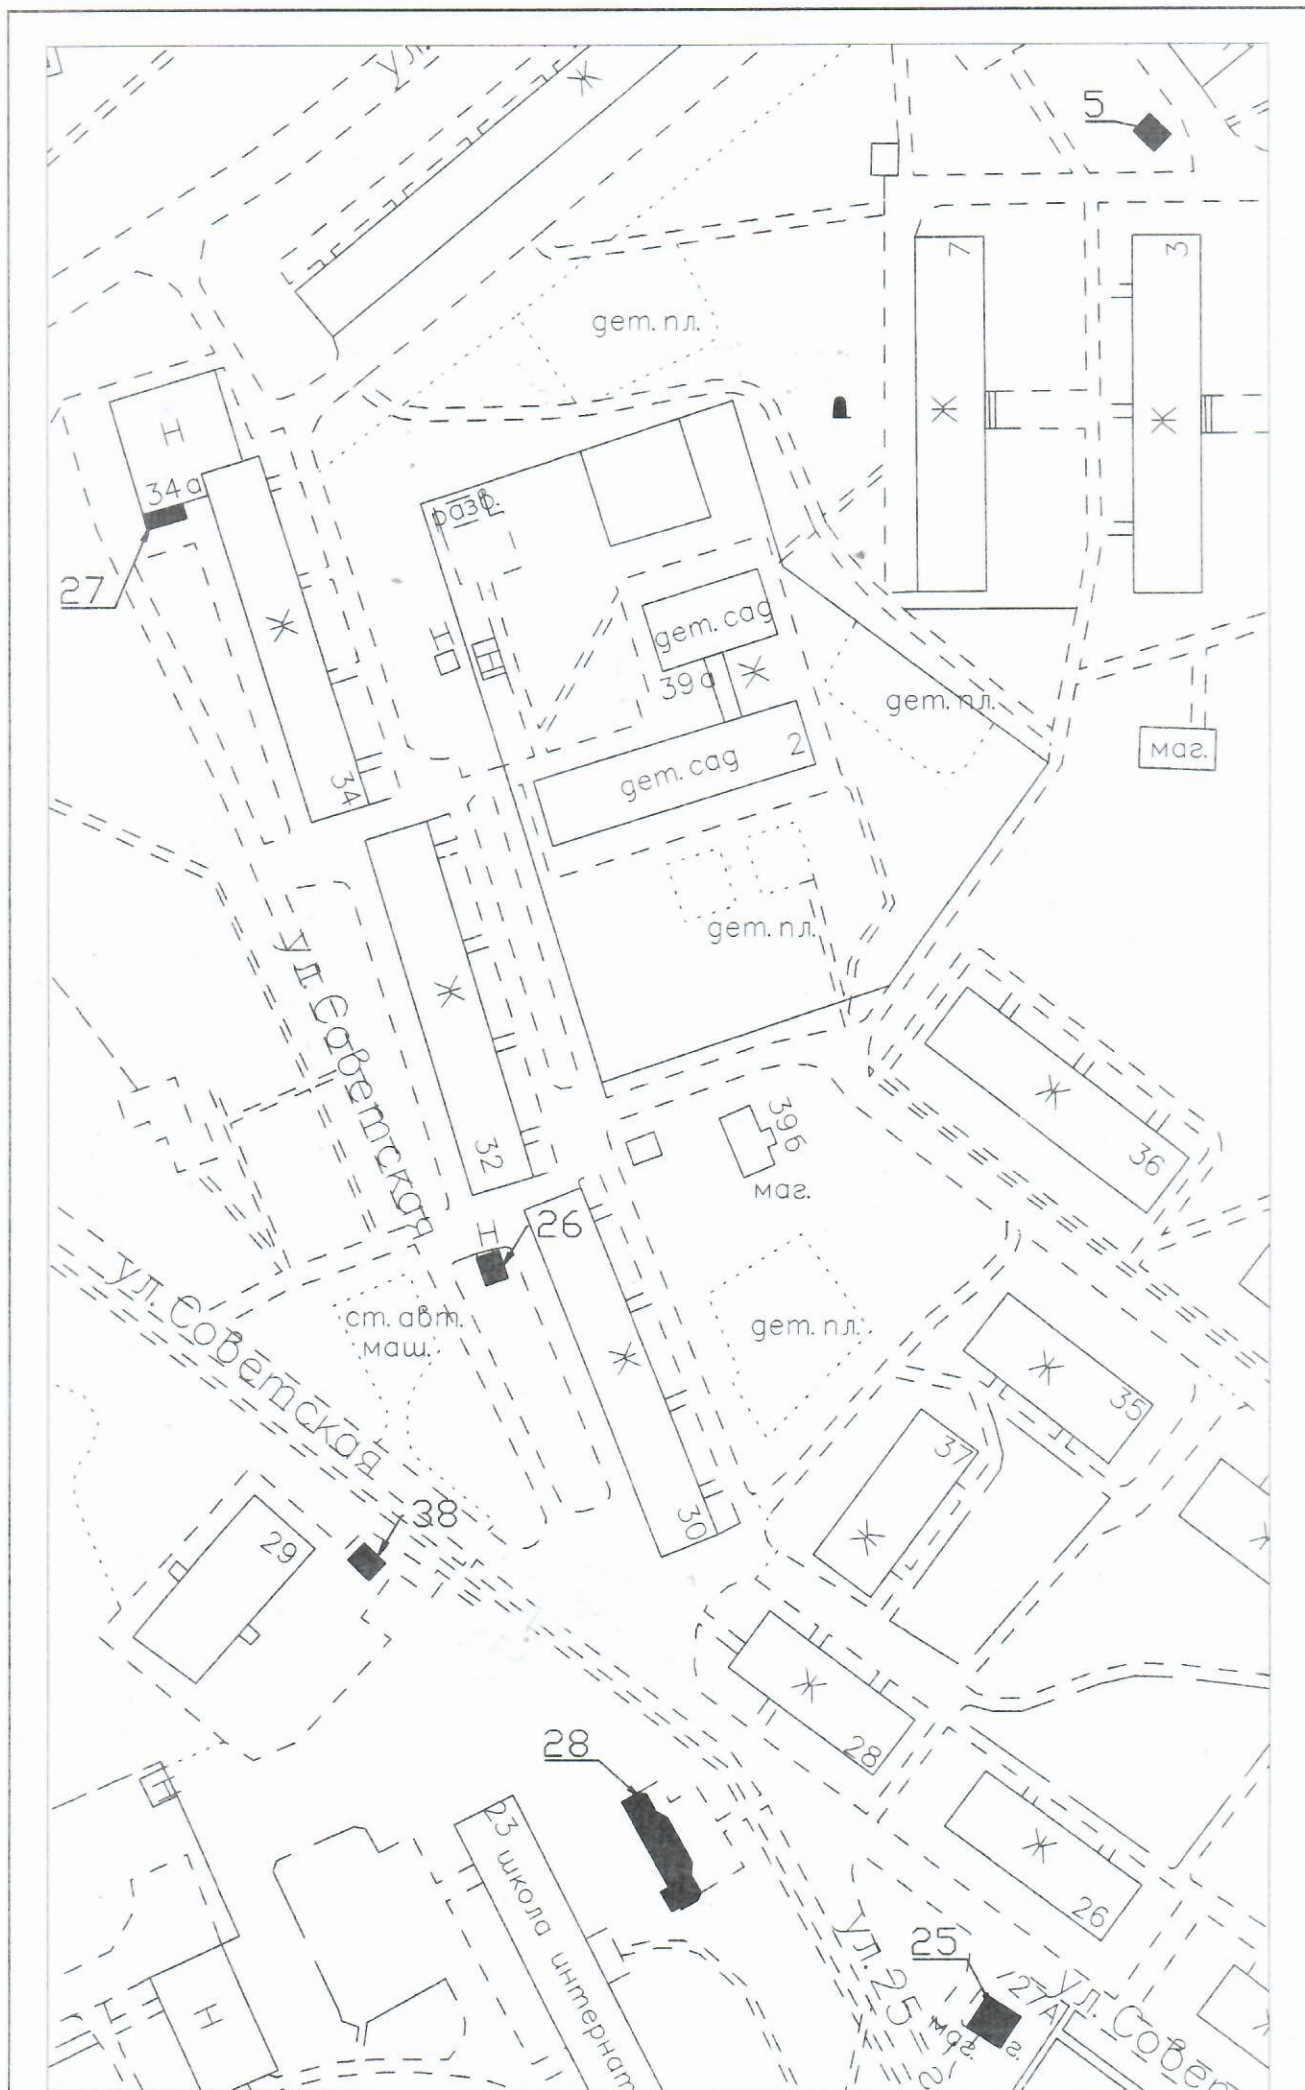 ул.
Ж
5
7
3
дет. пл.
Н
34а
разв.
Ж
Ж
27
Ж
Н
Н
дет. сад
39а
Ж
дет. пл.
маг.
34
дет. сад
2
дет. пл.
ул. Советская
Ж
32
39б
маг.
Ж
36
Н
26
ул. Советская
ст. авт.
маш.
дет. пл.
Ж
Ж
35
37
Ж
30
38
29
Ж
28
Ж
28
Н
23 школа интернат
Ж
26
ул. 25
25
27А
маг.
г.
ул. Совет
Н
Н
Ж